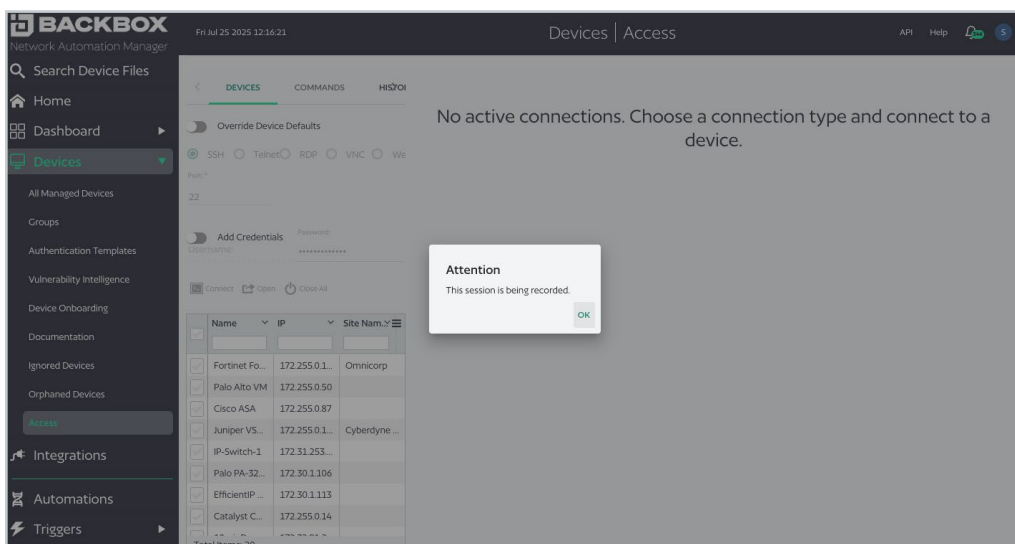 BACKBOX
Network Automation Manager
Fri Jul 25 2025 12:16:21
Devices | Access
API Help
S
Search Device Files
Home
Dashboard
Devices
All Managed Devices
Groups
Authentication Templates
Vulnerability Intelligence
Device Onboarding
Documentation
Ignored Devices
Orphaned Devices
Access
Integrations
Automations
Triggers
DEVICES COMMANDS
Override Device Defaults
SSH Telnet RDP VNC We
Port:*
22
Add Credentials Password:
Username: •••••••••••••
Connect Open Close All
Name IP Site Nam...
Fortinet Fo... 172.255.0.1... Omnicorp
Palo Alto VM 172.255.0.50
Cisco ASA 172.255.0.87
Juniper VS... 172.255.0.1... Cyberdyne ...
IP-Switch-1 172.31.253....
Palo PA-32... 172.30.1.106
EfficientIP ... 172.30.1.113
Catalyst C... 172.255.0.14
No active connections. Choose a connection type and connect to a
device.
Attention
This session is being recorded.
OK